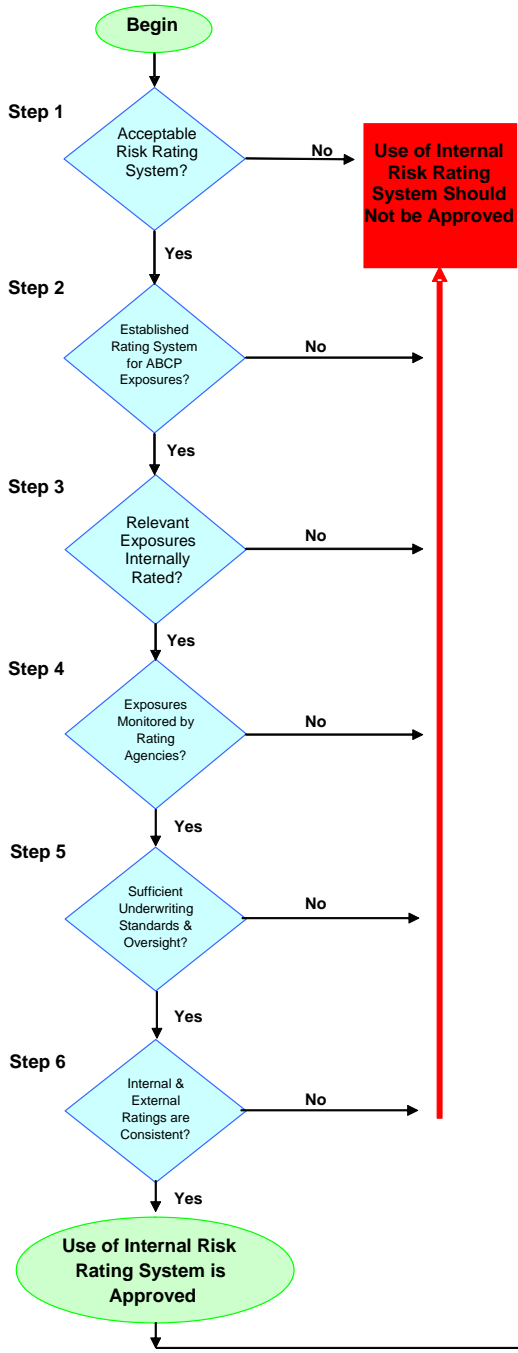 Begin
Step 1
Acceptable
Risk Rating
System?
No
Use of Internal
Risk Rating
System Should
Not be Approved
Yes
Step 2
Established
Rating System
for ABCP
Exposures?
No
Yes
Step 3
Relevant
Exposures
Internally
Rated?
No
Yes
Step 4
Exposures
Monitored by
Rating
Agencies?
No
Yes
Step 5
Sufficient
Underwriting
Standards &
Oversight?
No
Yes
Step 6
Internal &
External
Ratings are
Consistent?
No
Yes
Use of Internal Risk
Rating System is
Approved